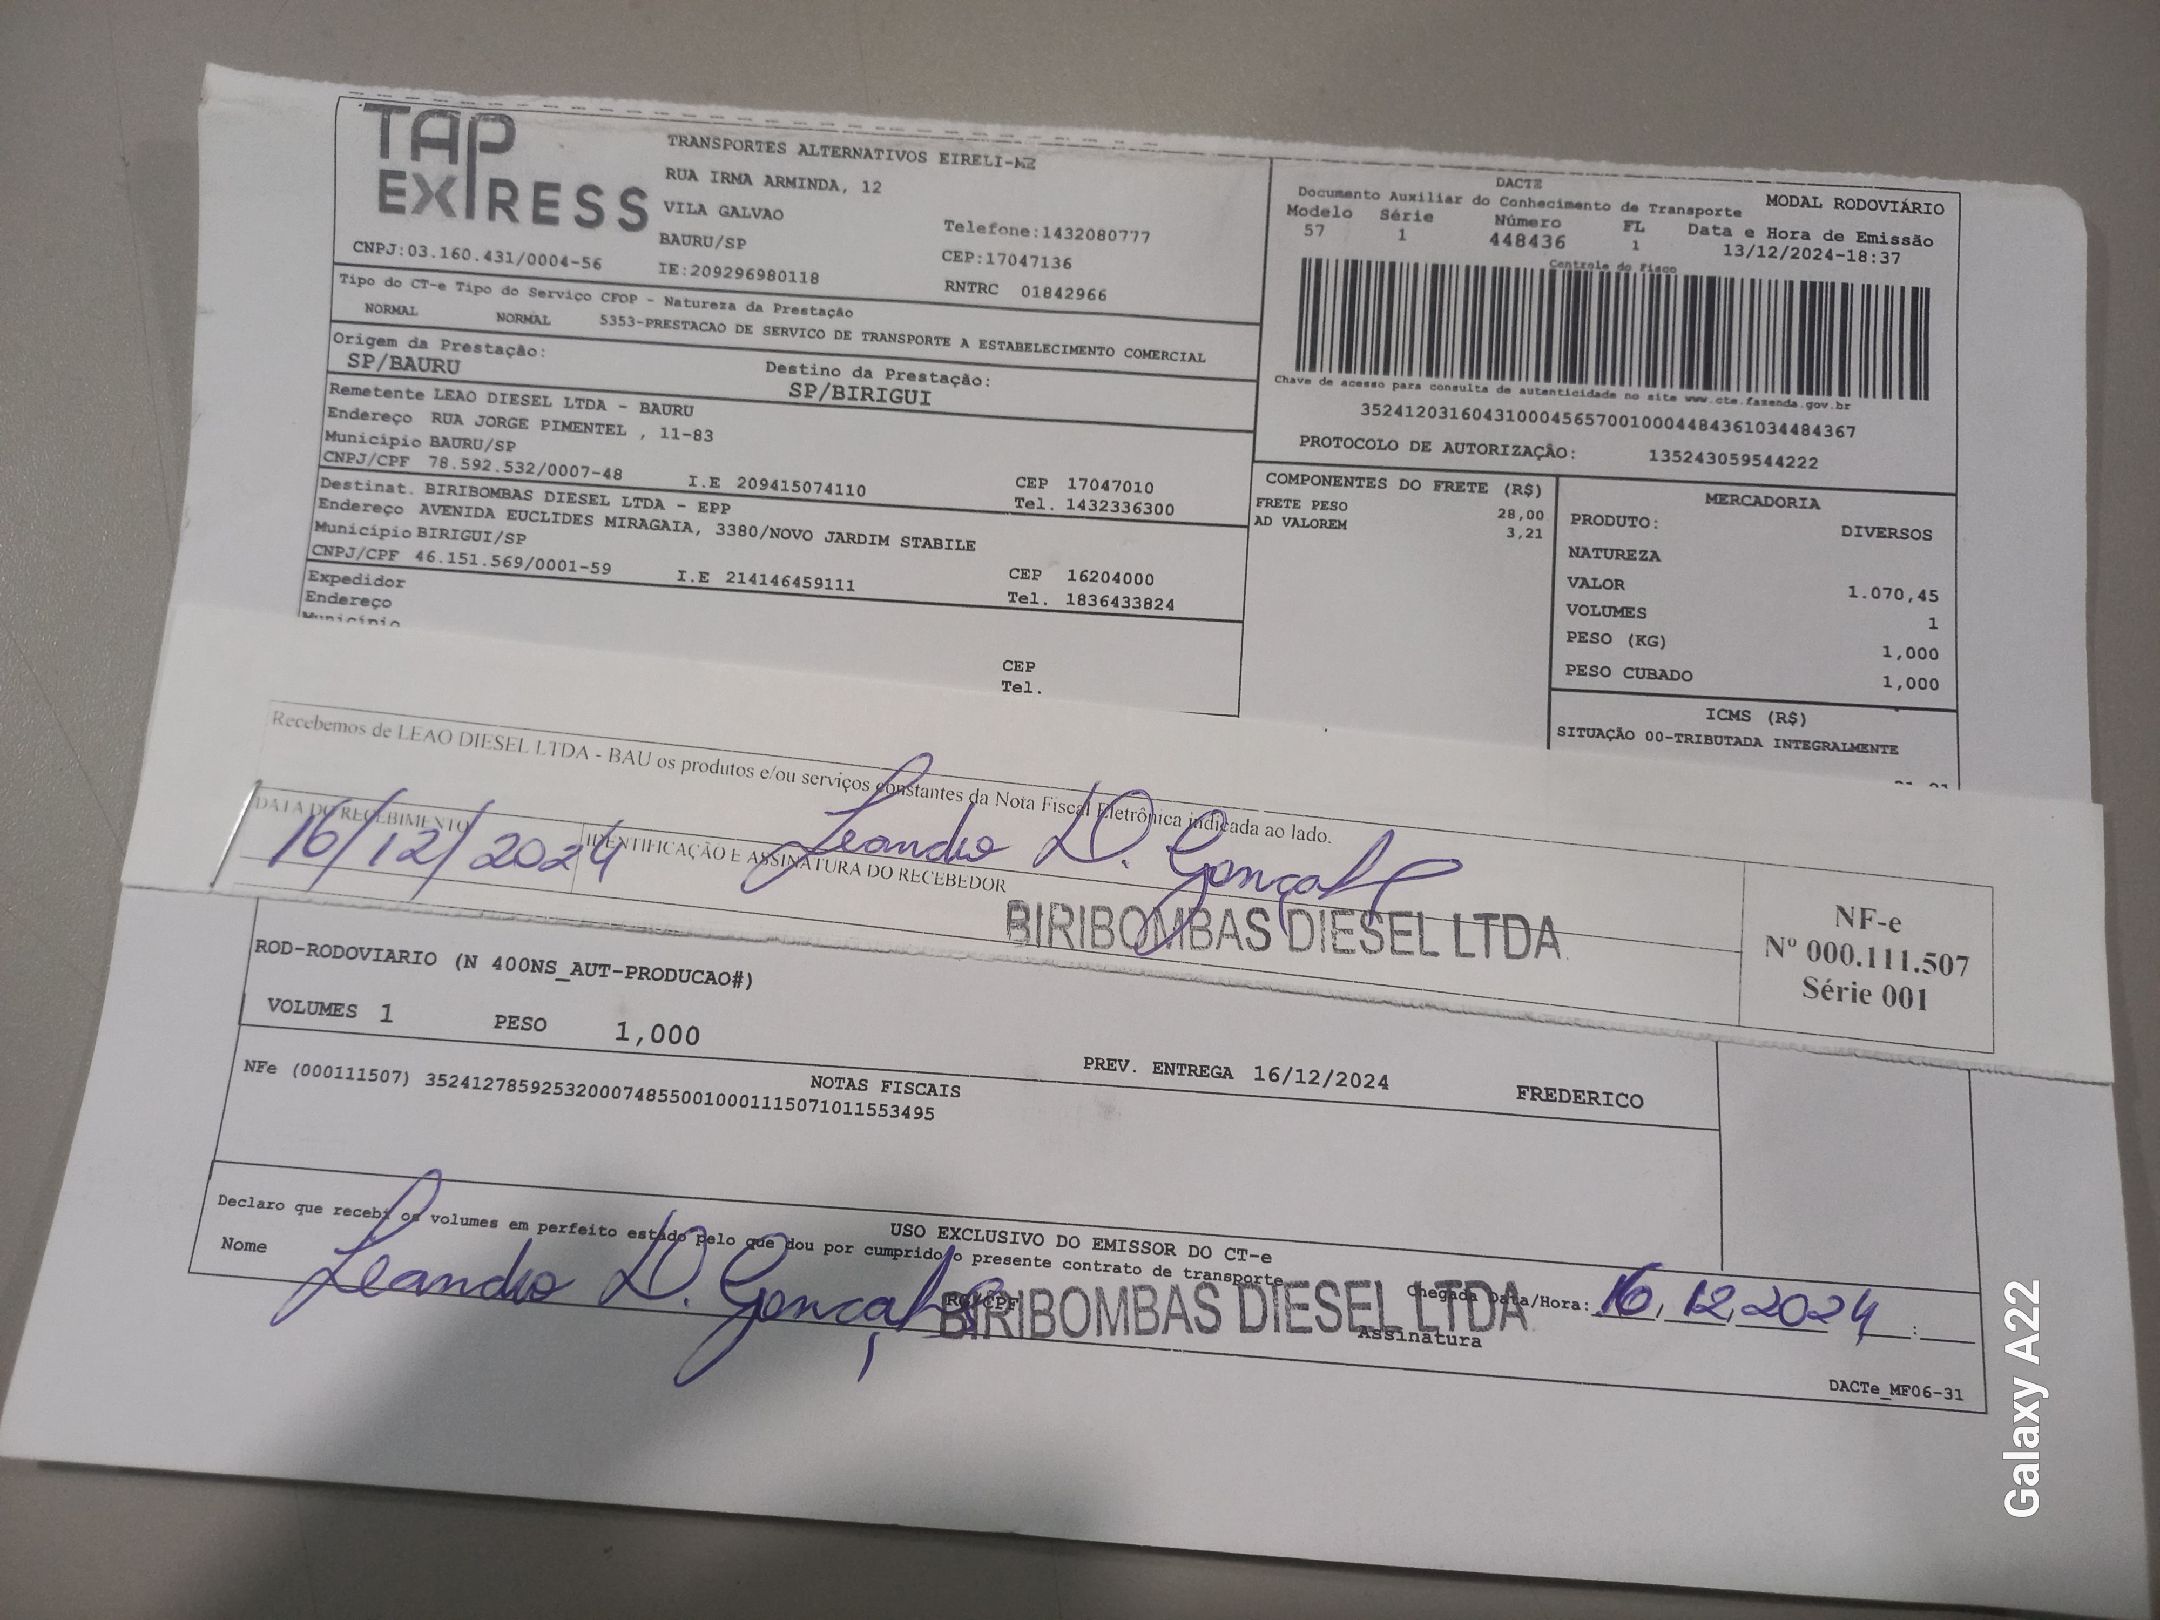 TAP
EXPRESS
CNPJ:03.160.431/0004-56
TRANSPORTES ALTERNATIVOS EIRELI-ME
RUA IRMA ARMINDA, 12
VILA GALVAO
BAURU/SP
IE:209296980118
Telefone:1432080777
CEP:17047136
RNTRC 01842966
DACTE
Documento Auxiliar do Conhecimento de Transporte
MODAL RODOVIÁRIO
Modelo Série Número FL Data e Hora de Emissão
57 1 448436 1 13/12/2024-18:37
Controle do Fisco
Chave de acesso para consulta de autenticidade no site www.cte.fazenda.gov.br
35241203160431000456570010004484361034484367
PROTOCOLO DE AUTORIZAÇÃO: 135243059544222
Tipo do CT-e Tipo do Serviço CFOP - Natureza da Prestação
NORMAL NORMAL 5353-PRESTACAO DE SERVICO DE TRANSPORTE A ESTABELECIMENTO COMERCIAL
Origem da Prestação: Destino da Prestação:
SP/BAURU SP/BIRIGUI
Remetente LEAO DIESEL LTDA - BAURU
Endereço RUA JORGE PIMENTEL , 11-83
Município BAURU/SP CEP 17047010
CNPJ/CPF 78.592.532/0007-48 I.E 209415074110 Tel. 1432336300
Destinat. BIRIBOMBAS DIESEL LTDA - EPP
Endereço AVENIDA EUCLIDES MIRAGAIA, 3380/NOVO JARDIM STABILE
Município BIRIGUI/SP CEP 16204000
CNPJ/CPF 46.151.569/0001-59 I.E 214146459111 Tel. 1836433824
Expedidor
Endereço
Município CEP
Tel.
COMPONENTES DO FRETE (R$)
FRETE PESO 28,00
AD VALOREM 3,21
MERCADORIA
PRODUTO: DIVERSOS
NATUREZA
VALOR 1.070,45
VOLUMES 1
PESO (KG) 1,000
PESO CUBADO 1,000
ICMS (R$)
SITUAÇÃO 00-TRIBUTADA INTEGRALMENTE
Recebemos de LEAO DIESEL LTDA - BAU os produtos e/ou serviços constantes da Nota Fiscal Eletrônica indicada ao lado.
DATA DO RECEBIMENTO IDENTIFICAÇÃO E ASSINATURA DO RECEBEDOR
16/12/2024 Leandro D. Gonçalve
BIRIBOMBAS DIESEL LTDA
NF-e
Nº 000.111.507
Série 001
ROD-RODOVIARIO (N 400NS_AUT-PRODUCAO#)
VOLUMES 1 PESO 1,000 PREV. ENTREGA 16/12/2024 FREDERICO
NOTAS FISCAIS
NFe (000111507) 35241278592532000748550010001115071011553495
USO EXCLUSIVO DO EMISSOR DO CT-e
Declaro que recebi os volumes em perfeito estado pelo que dou por cumprido o presente contrato de transporte
Nome Leandro D. Gonçalve RG/CPF Chegada Data/Hora: 16, 12, 2024 :
BIRIBOMBAS DIESEL LTDA
Assinatura
DACTe_MF06-31
Galaxy A22